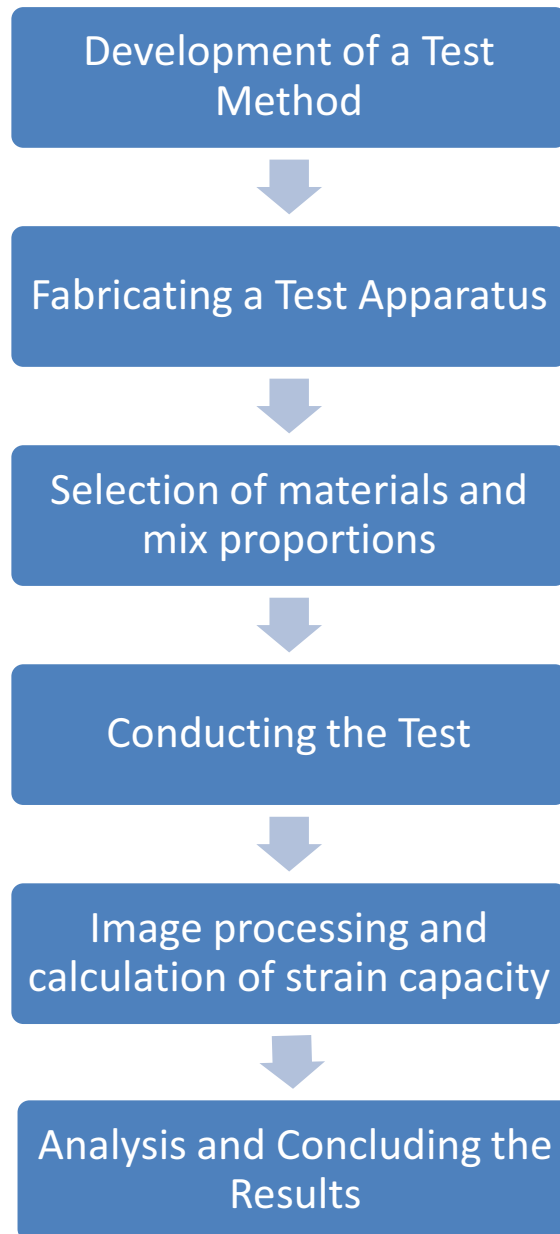 Development of a Test
Method
Fabricating a Test Apparatus
Selection of materials and
mix proportions
Conducting the Test
Image processing and
calculation of strain capacity
Analysis and Concluding the
Results